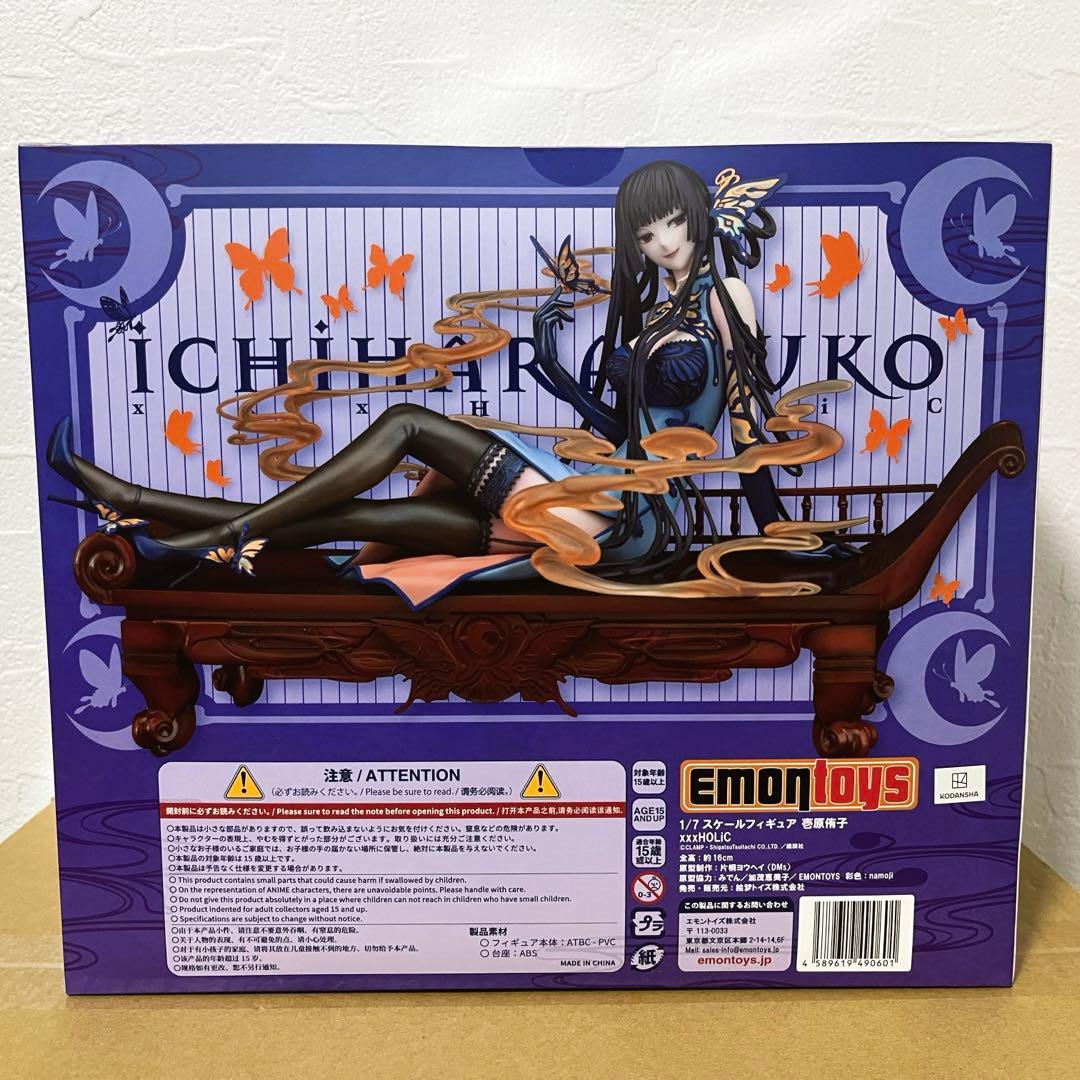 ICHIHARA YUKO
x x x H i C
注意 / ATTENTION
(必ずお読みください。/ 请务必阅读。)
開封前に必ずお読みください。/ Please be sure to read the note before opening this product. / 打开本产品之前,请务必阅读该通知。
○本製品は小さな部品がありますので、誤って飲み込まないようにお気を付けください。窒息などの危険があります。
○キャラクターの表現上、やむを得ずとがった部分がございます。取り扱いには充分ご注意ください。
○小さなお子様のいるご家庭では、お子様の手の届かない場所に保管し、絶対に本製品を与えないでください。
○本製品の対象年齢は 15 歳以上です。
○本製品は予告なく仕様を変更する場合があります。
○ This product contains small parts that could cause harm if swallowed by children.
○ On the representation of ANIME characters, there are unavoidable points. Please handle with care.
○ Do not give this product absolutely in a place where children can not reach in children who have small children.
○ Product indented for adult collectors aged 15 and up.
○ Specifications are subject to change without notice.
○由于本产品小件、请注意不要意外吞咽、有窒息的危险。
○关于人物的表现、有不可避免的点、请小心处理。
○对于有小孩子的家庭、请将其放在儿童接触不到的地方、切勿给予本产品。
○该产品的年龄超过 15 岁。
○规格如有更改、恕不另行通知。
製品素材
○ フィギュア本体 : ATBC - PVC
○ 台座 : ABS
MADE IN CHINA
対象年齢
15歳以上
AGE15
AND UP
適合年齢
15歳
或以上
0-3
プラ
紙
Emontoys
KODANSHA
1/7 スケールフィギュア 壱原侑子
xxxHOLiC
©CLAMP・ShigatsuTsuitachi CO.,LTD. / 講談社
全高 : 約16cm
原型制作 : 片桐ヨウヘイ (DMs)
原型協力 : みでん / 加茂恵美子 / EMONTOYS 彩色 : namoji
発売・販売元 : 絵夢トイズ株式会社
この製品に関するお問い合わせ
エモントイズ株式会社
〒 113-0033
東京都文京区本郷 2-14-14,6F
Mail: sales-info@emontoys.jp
emontoys.jp
4 589619 490601